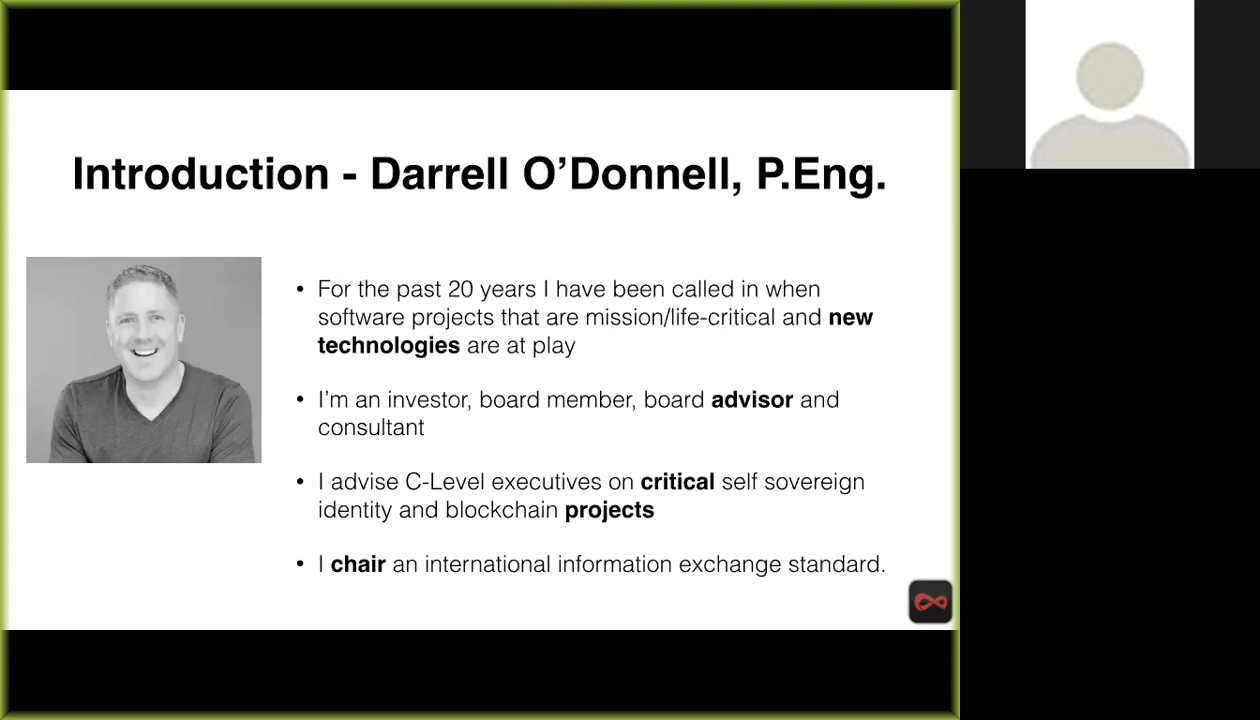 Introduction - Darrell O’Donnell, P.Eng.
• For the past 20 years I have been called in when
software projects that are mission/life-critical and new
technologies are at play
• I’m an investor, board member, board advisor and
consultant
• I advise C-Level executives on critical self sovereign
identity and blockchain projects
• I chair an international information exchange standard.